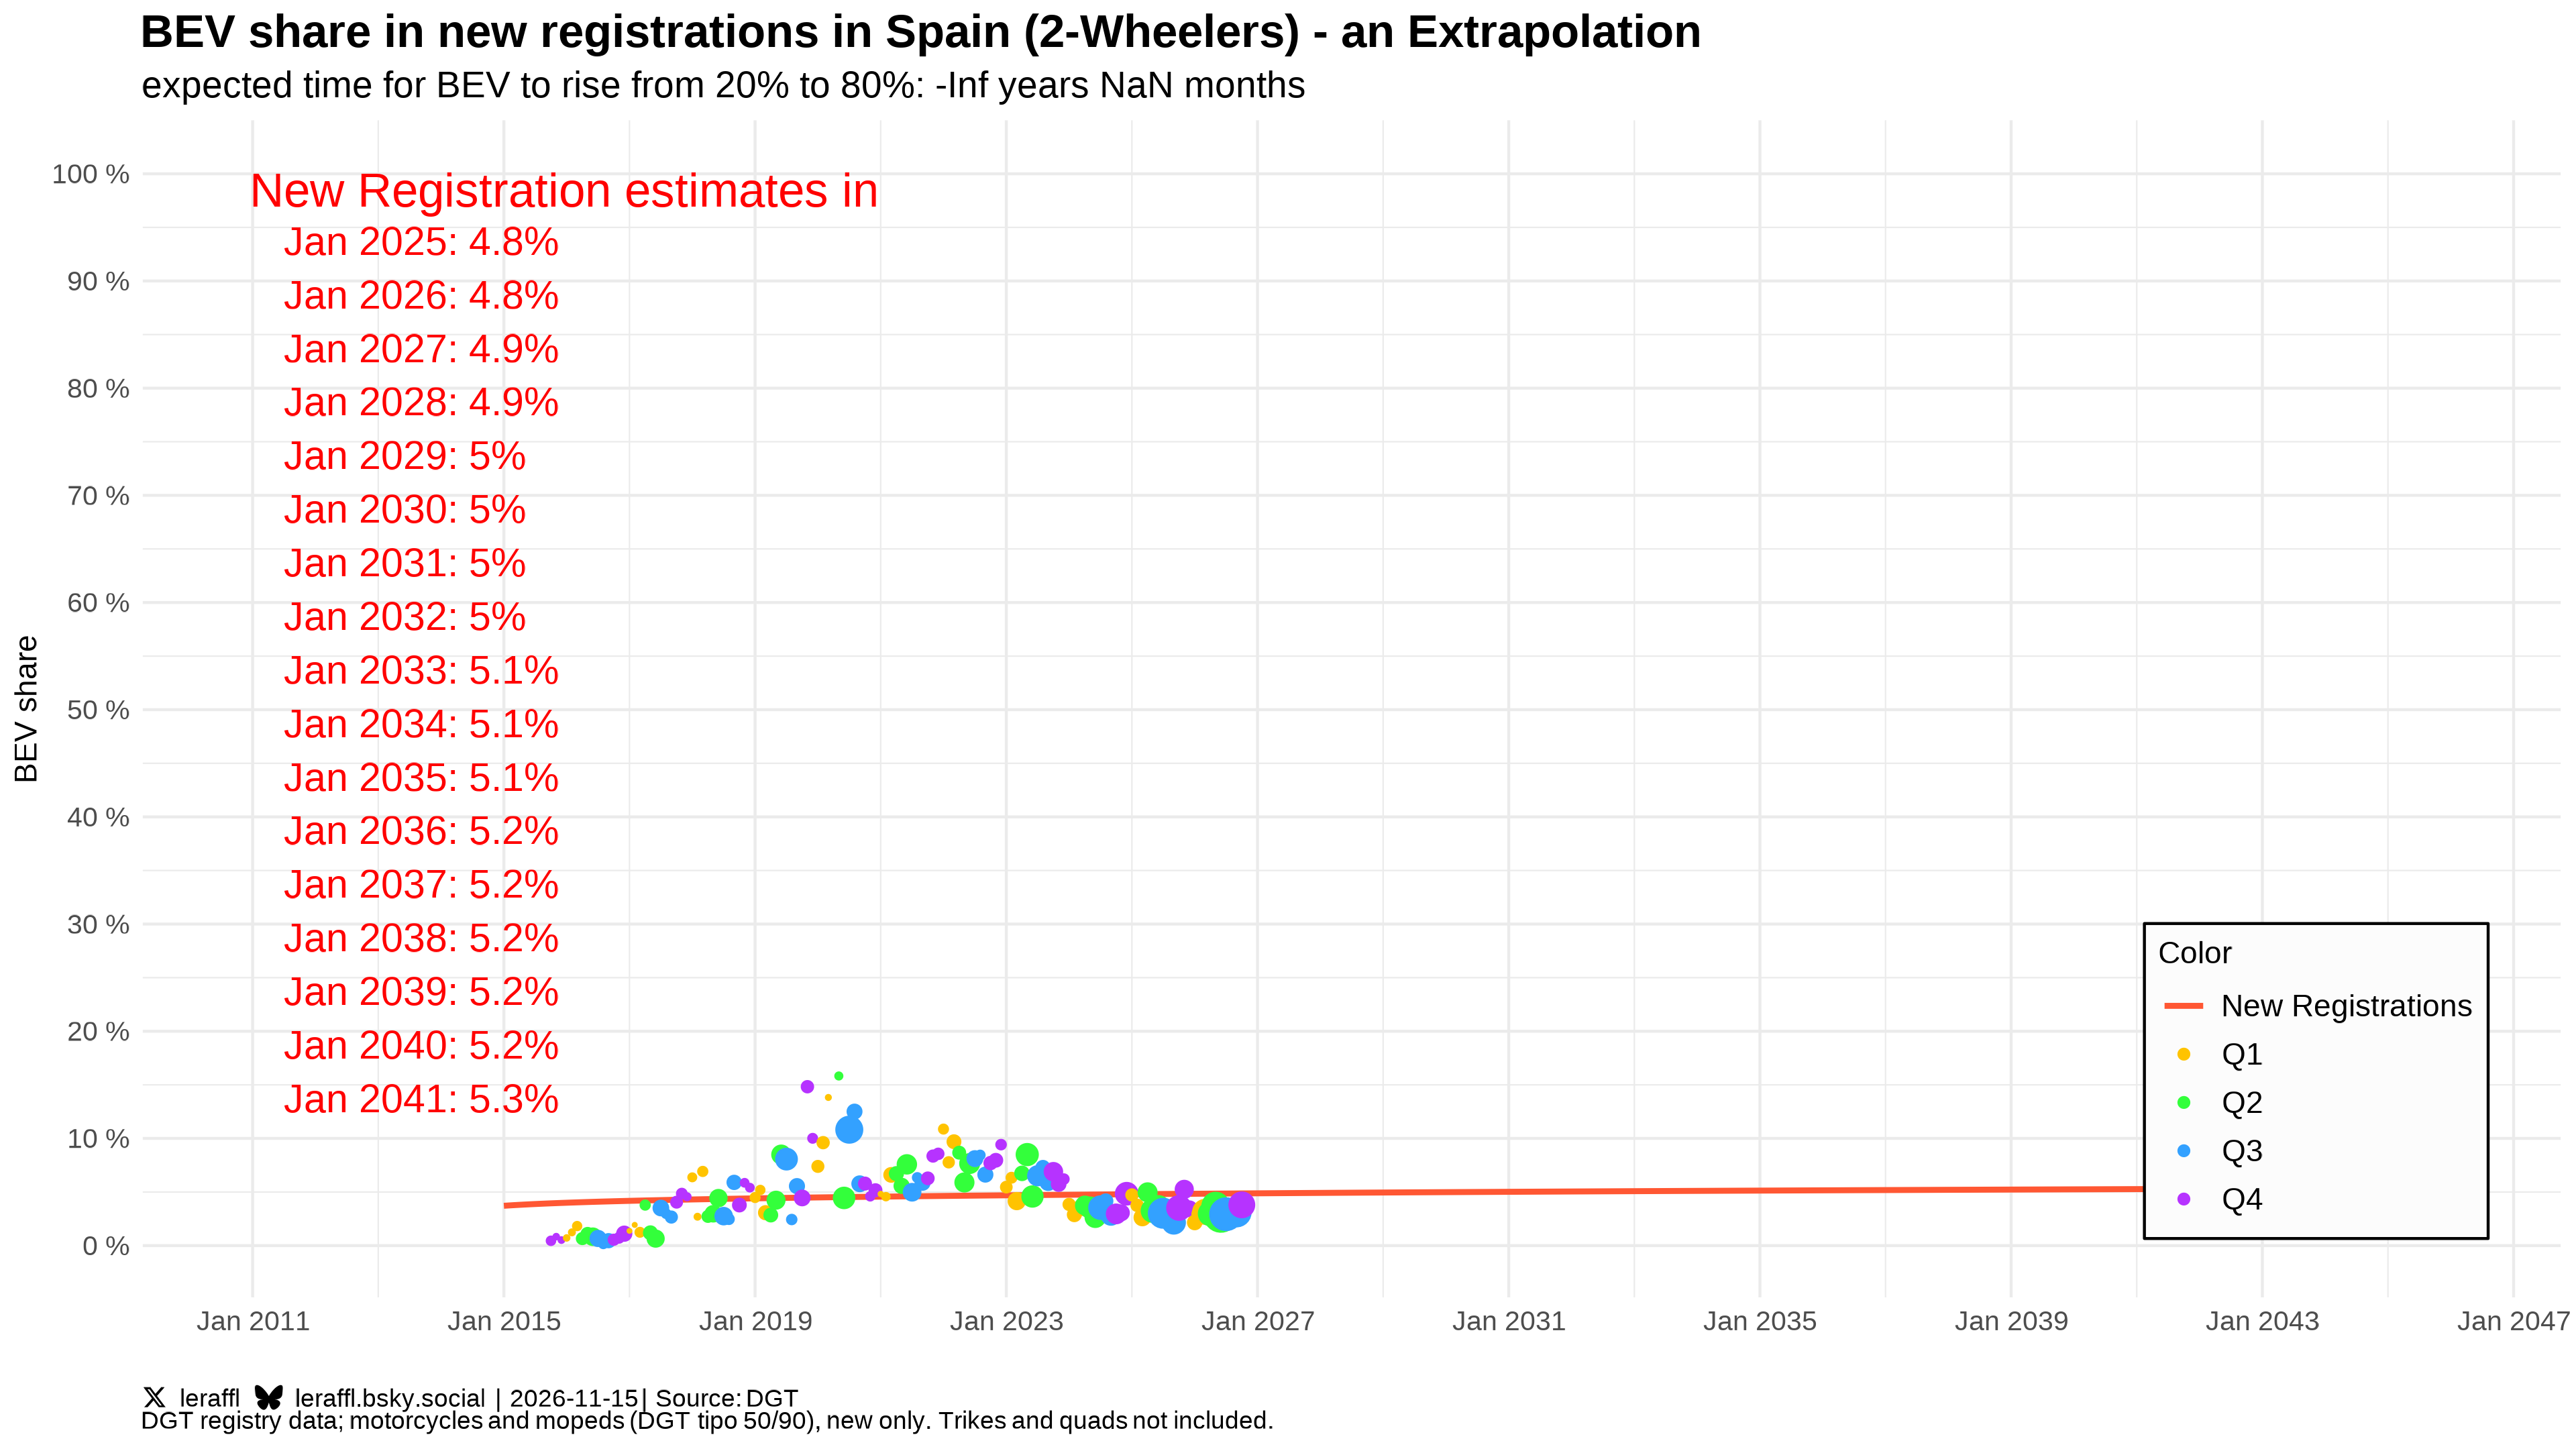 BEV share in new registrations in Spain (2-Wheelers) - an Extrapolation
expected time for BEV to rise from 20% to 80%: -Inf years NaN months
New Registration estimates in
Jan 2025: 4.8%
Jan 2026: 4.8%
Jan 2027: 4.9%
Jan 2028: 4.9%
Jan 2029: 5%
Jan 2030: 5%
Jan 2031: 5%
Jan 2032: 5%
Jan 2033: 5.1%
Jan 2034: 5.1%
Jan 2035: 5.1%
Jan 2036: 5.2%
Jan 2037: 5.2%
Jan 2038: 5.2%
Jan 2039: 5.2%
Jan 2040: 5.2%
Jan 2041: 5.3%
100 %
90 %
80 %
70 %
60 %
50 %
40 %
30 %
20 %
10 %
0 %
BEV share
Color
New Registrations
Q1
Q2
Q3
Q4
Jan 2011
Jan 2015
Jan 2019
Jan 2023
Jan 2027
Jan 2031
Jan 2035
Jan 2039
Jan 2043
Jan 2047
leraffl leraffl.bsky.social | 2026-11-15| Source: DGT
DGT registry data; motorcycles and mopeds (DGT tipo 50/90), new only. Trikes and quads not included.